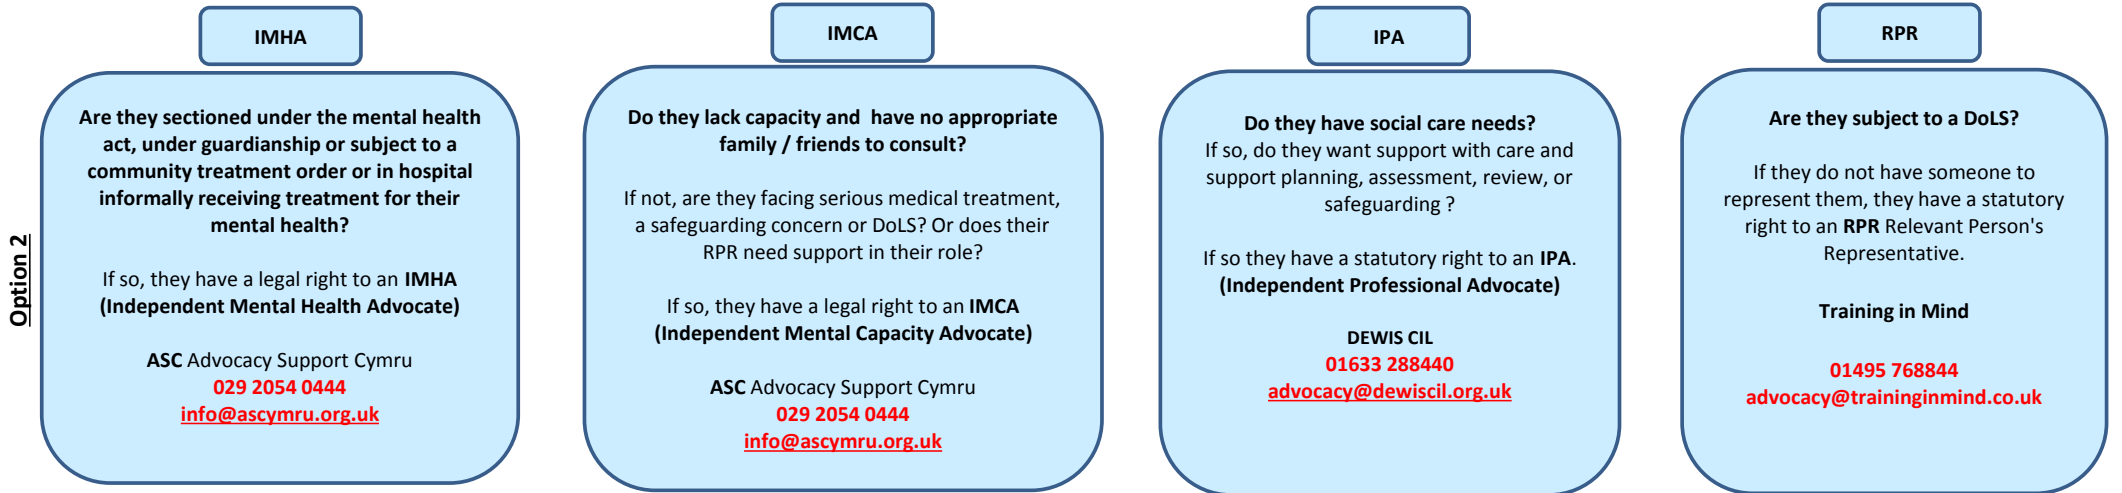 Option 2
IMHA
Are they sectioned under the mental health
act, under guardianship or subject to a
community treatment order or in hospital
informally receiving treatment for their
mental health?
If so, they have a legal right to an IMHA
(Independent Mental Health Advocate)
ASC Advocacy Support Cymru
029 2054 0444
info@ascymru.org.uk
IMCA
Do they lack capacity and have no appropriate
family / friends to consult?
If not, are they facing serious medical treatment,
a safeguarding concern or DoLS? Or does their
RPR need support in their role?
If so, they have a legal right to an IMCA
(Independent Mental Capacity Advocate)
ASC Advocacy Support Cymru
029 2054 0444
info@ascymru.org.uk
IPA
Do they have social care needs?
If so, do they want support with care and
support planning, assessment, review, or
safeguarding ?
If so they have a statutory right to an IPA.
(Independent Professional Advocate)
DEWIS CIL
01633 288440
advocacy@dewiscil.org.uk
RPR
Are they subject to a DoLS?
If they do not have someone to
represent them, they have a statutory
right to an RPR Relevant Person's
Representative.
Training in Mind
01495 768844
advocacy@traininginmind.co.uk